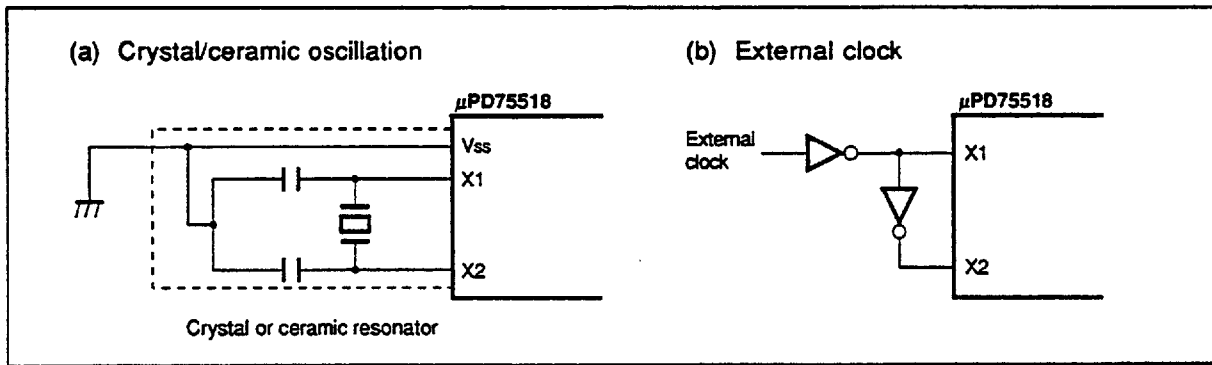 (a) Crystal/ceramic oscillation
μPD75518
Vss
X1
X2
Crystal or ceramic resonator
(b) External clock
μPD75518
External
clock
X1
X2